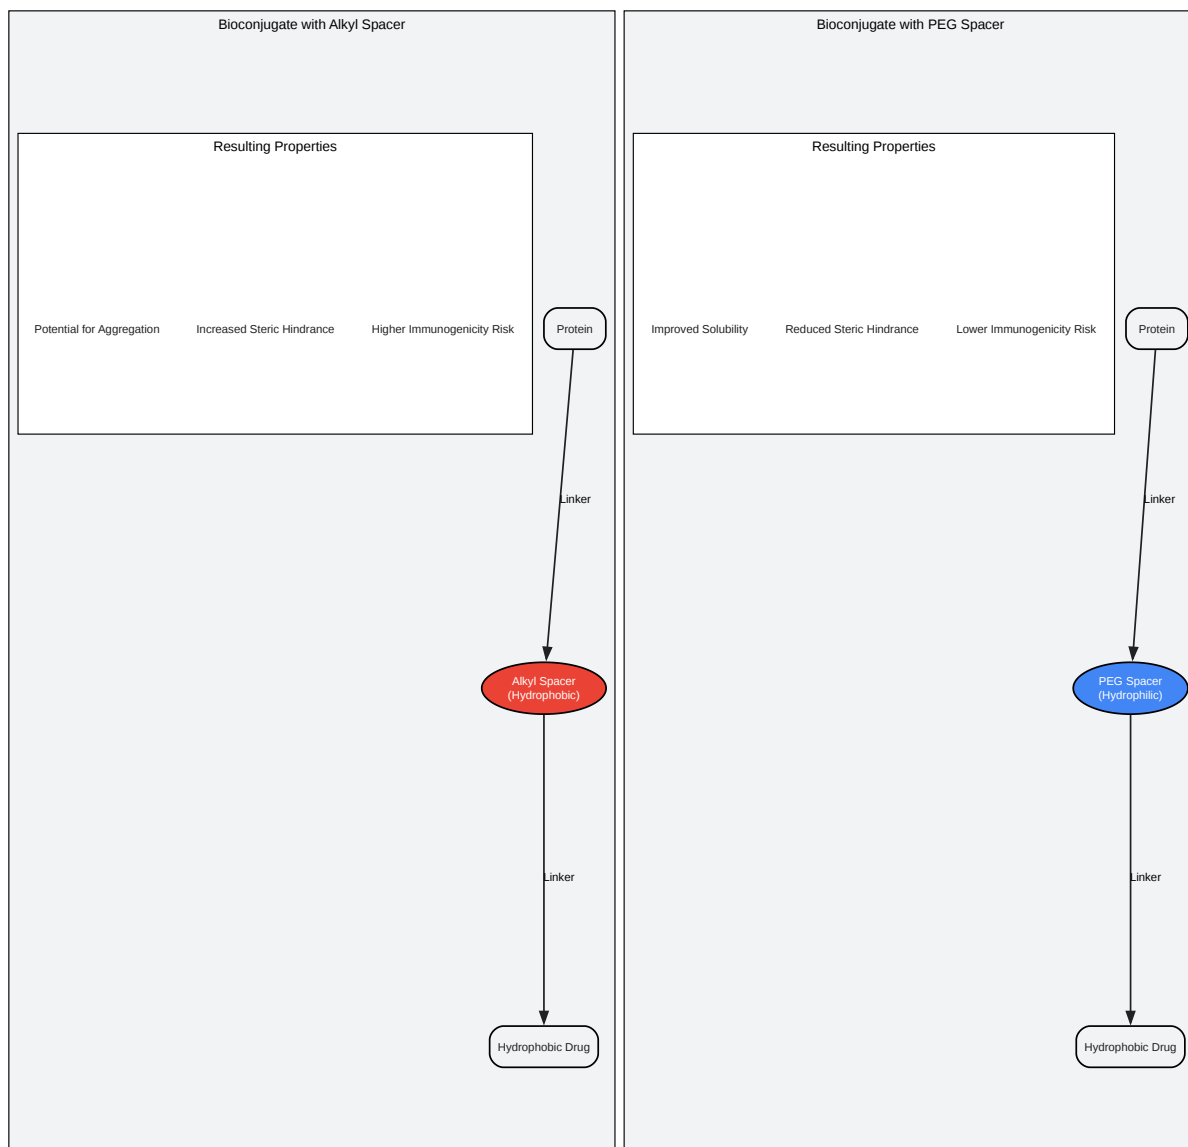 Bioconjugate with Alkyl Spacer
Resulting Properties
Potential for Aggregation
Increased Steric Hindrance
Higher Immunogenicity Risk
Protein
Linker
Alkyl Spacer
(Hydrophobic)
Linker
Hydrophobic Drug
Bioconjugate with PEG Spacer
Resulting Properties
Improved Solubility
Reduced Steric Hindrance
Lower Immunogenicity Risk
Protein
Linker
PEG Spacer
(Hydrophilic)
Linker
Hydrophobic Drug